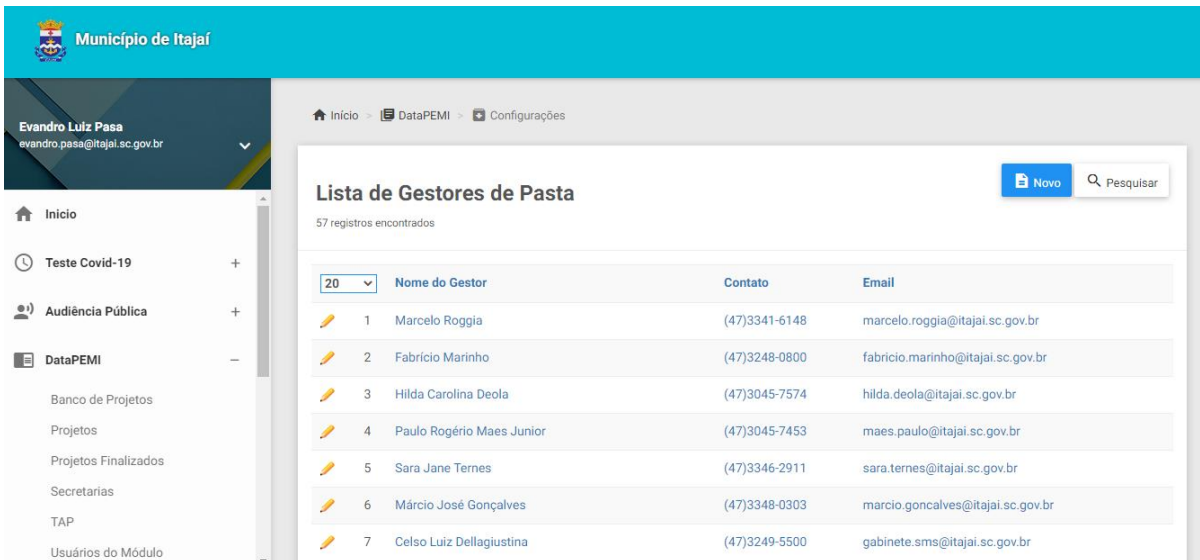 Município de Itajaí
Evandro Luiz Pasa
evandro.pasa@itajai.sc.gov.br
Início > DataPEMI > Configurações
Lista de Gestores de Pasta
57 registros encontrados
Novo
Pesquisar
Inicio
Teste Covid-19 +
Audiência Pública +
DataPEMI −
Banco de Projetos
Projetos
Projetos Finalizados
Secretarias
TAP
Usuários do Módulo
20 Nome do Gestor Contato Email
1 Marcelo Roggia (47)3341-6148 marcelo.roggia@itajai.sc.gov.br
2 Fabrício Marinho (47)3248-0800 fabricio.marinho@itajai.sc.gov.br
3 Hilda Carolina Deola (47)3045-7574 hilda.deola@itajai.sc.gov.br
4 Paulo Rogério Maes Junior (47)3045-7453 maes.paulo@itajai.sc.gov.br
5 Sara Jane Ternes (47)3346-2911 sara.ternes@itajai.sc.gov.br
6 Márcio José Gonçalves (47)3348-0303 marcio.goncalves@itajai.sc.gov.br
7 Celso Luiz Dellagiustina (47)3249-5500 gabinete.sms@itajai.sc.gov.br